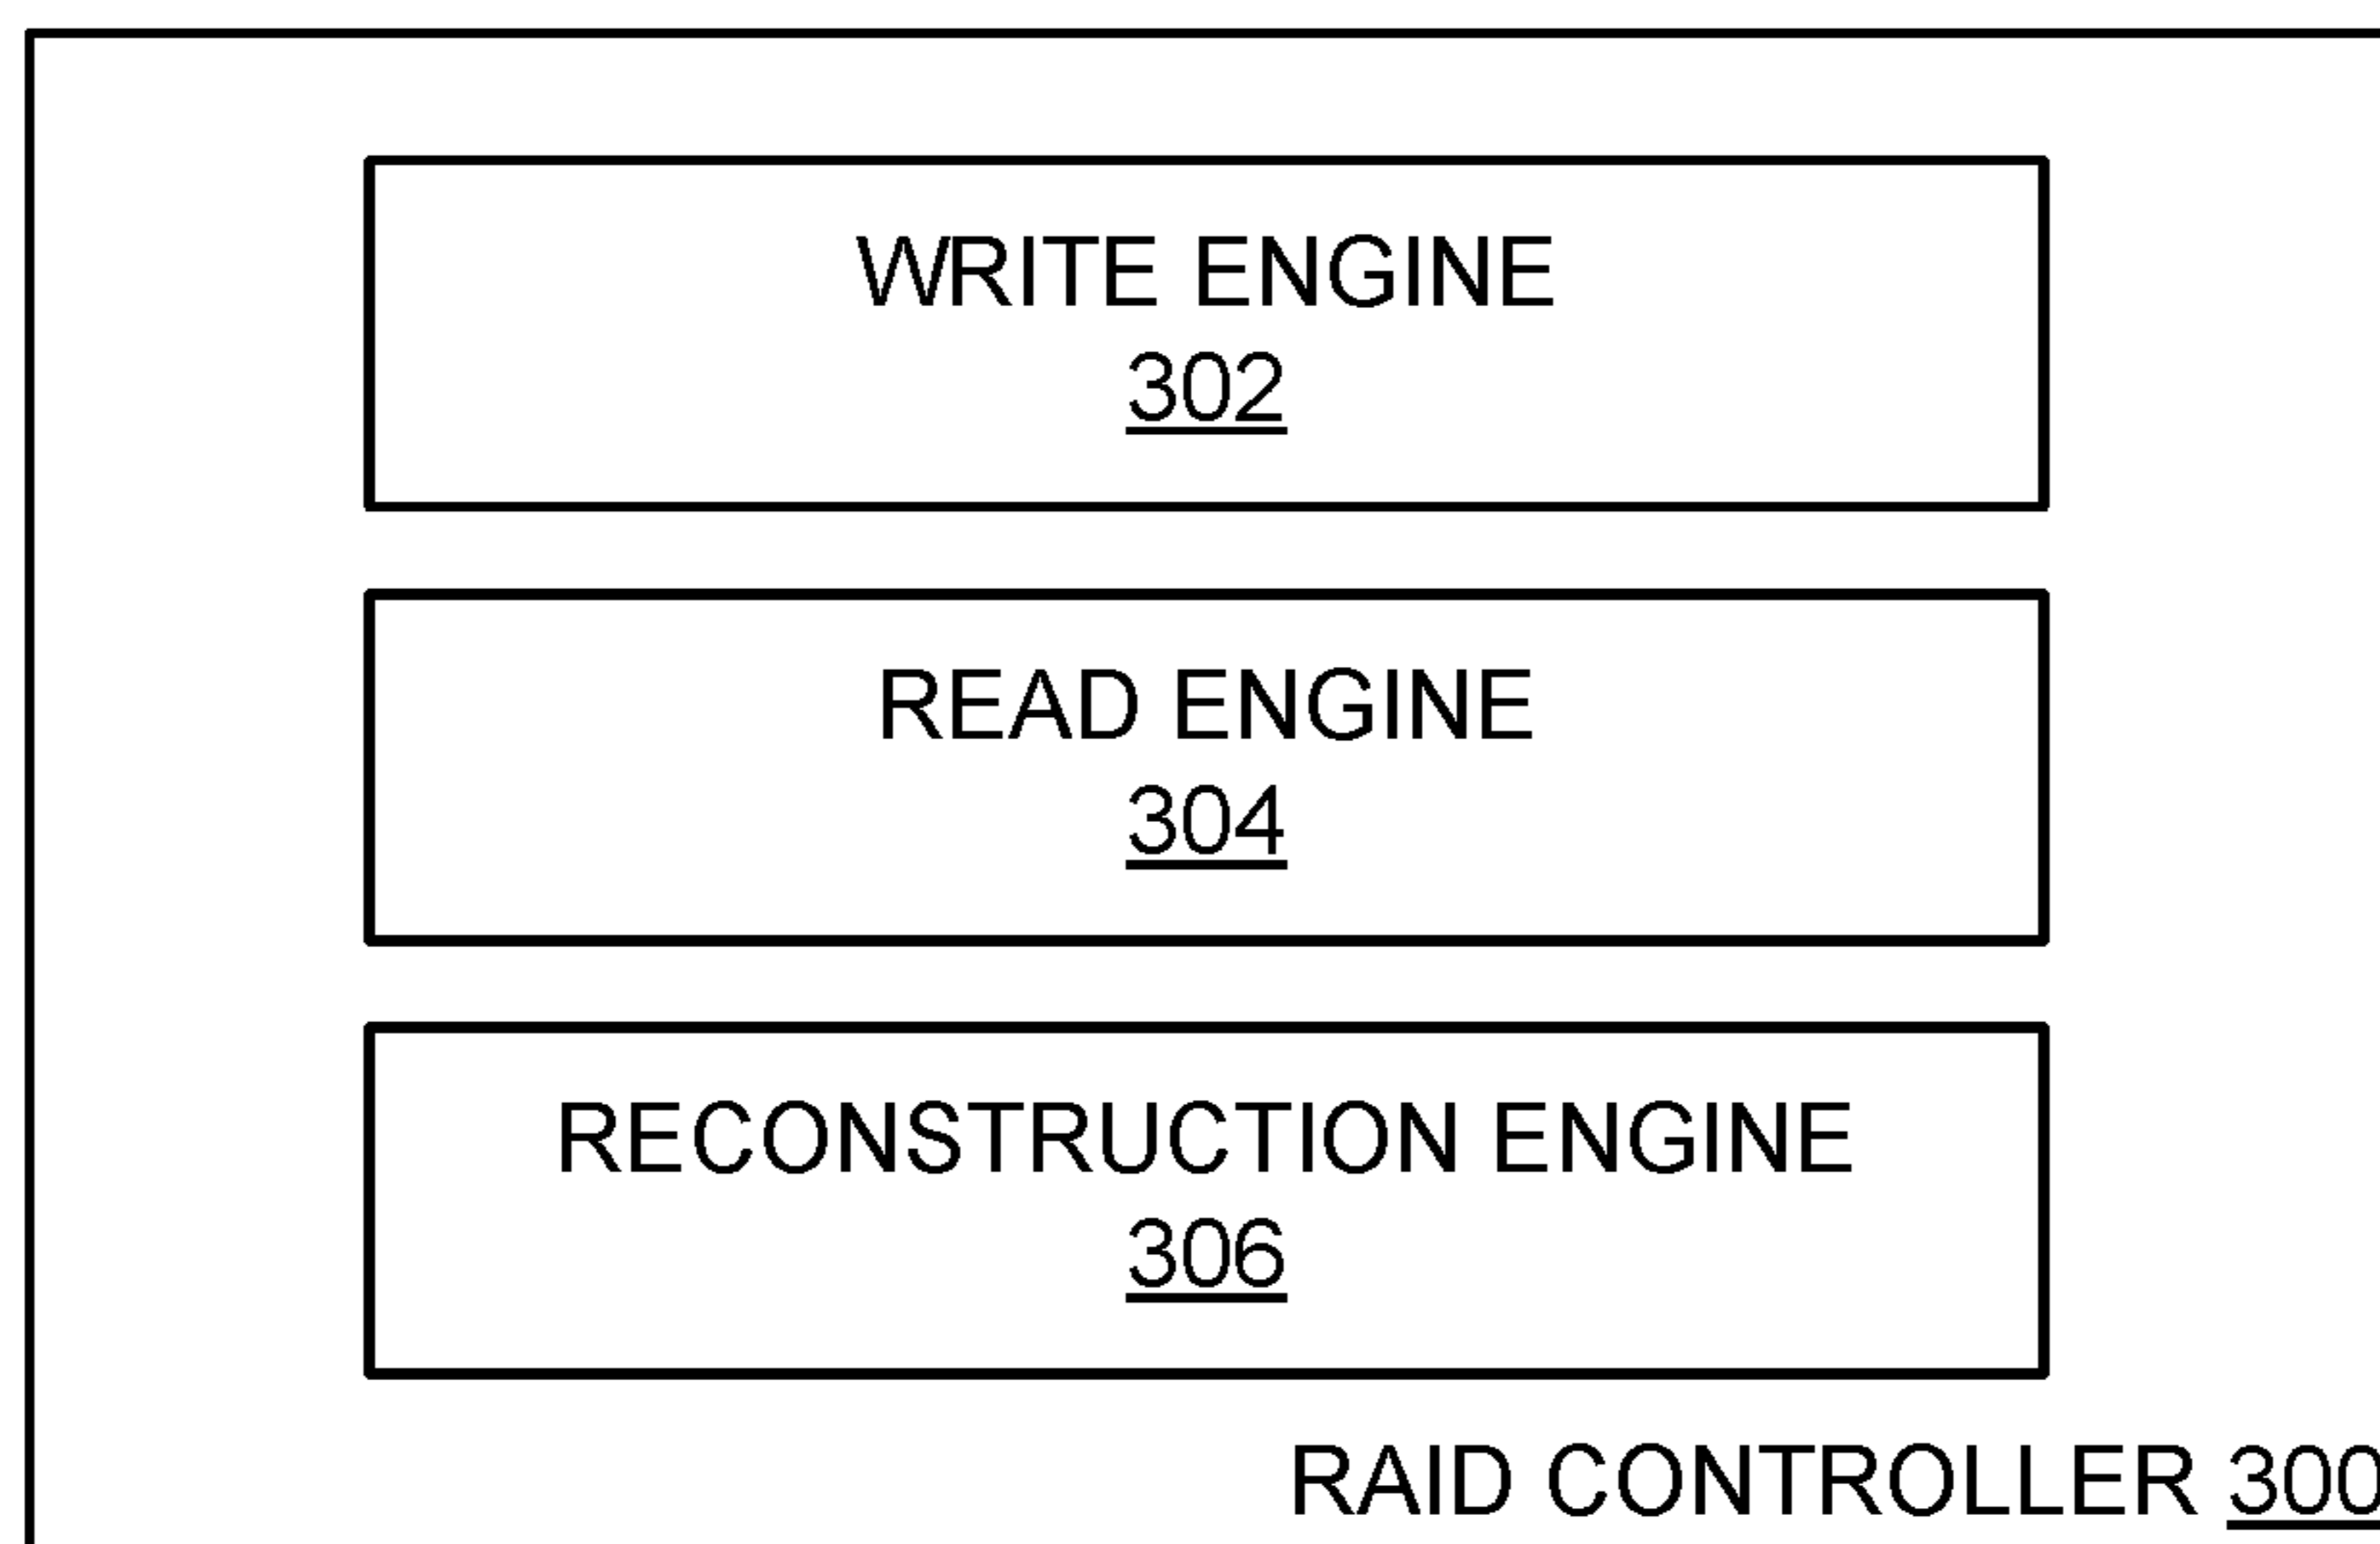 WRITE ENGINE
302
READ ENGINE
304
RECONSTRUCTION ENGINE
306
RAID CONTROLLER 300